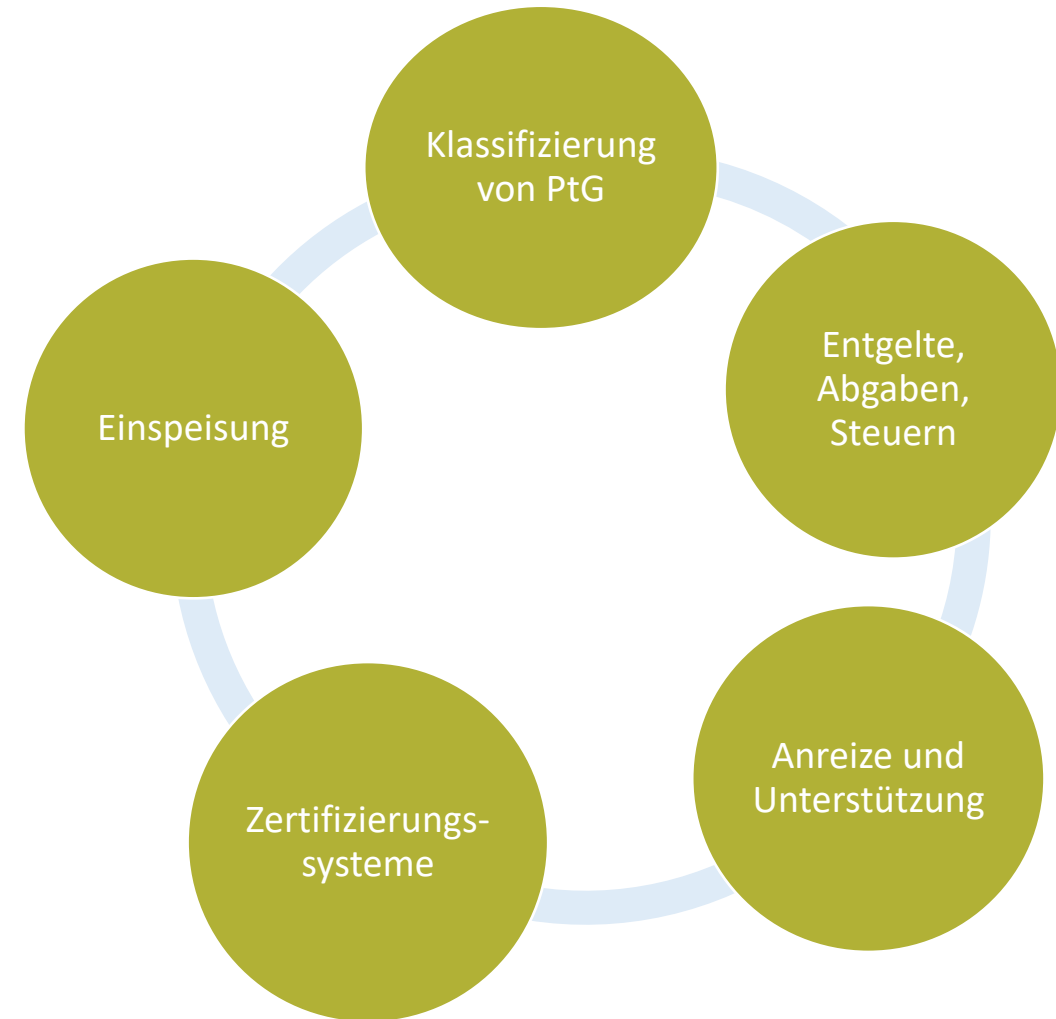 Klassifizierung
von PtG
Entgelte,
Abgaben,
Steuern
Anreize und
Unterstützung
Zertifizierungs-
systeme
Einspeisung